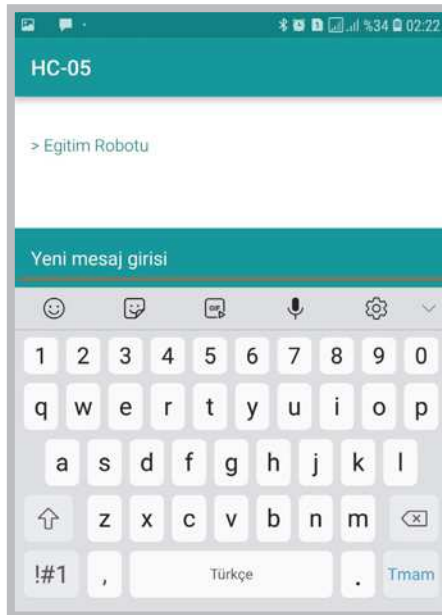 %34 02:22
HC-05
> Egitim Robotu
Yeni mesaj girisi
GIF
1 2 3 4 5 6 7 8 9 0
q w e r t y u i o p
a s d f g h j k l
z x c v b n m
!#1 , Türkçe . Tmam